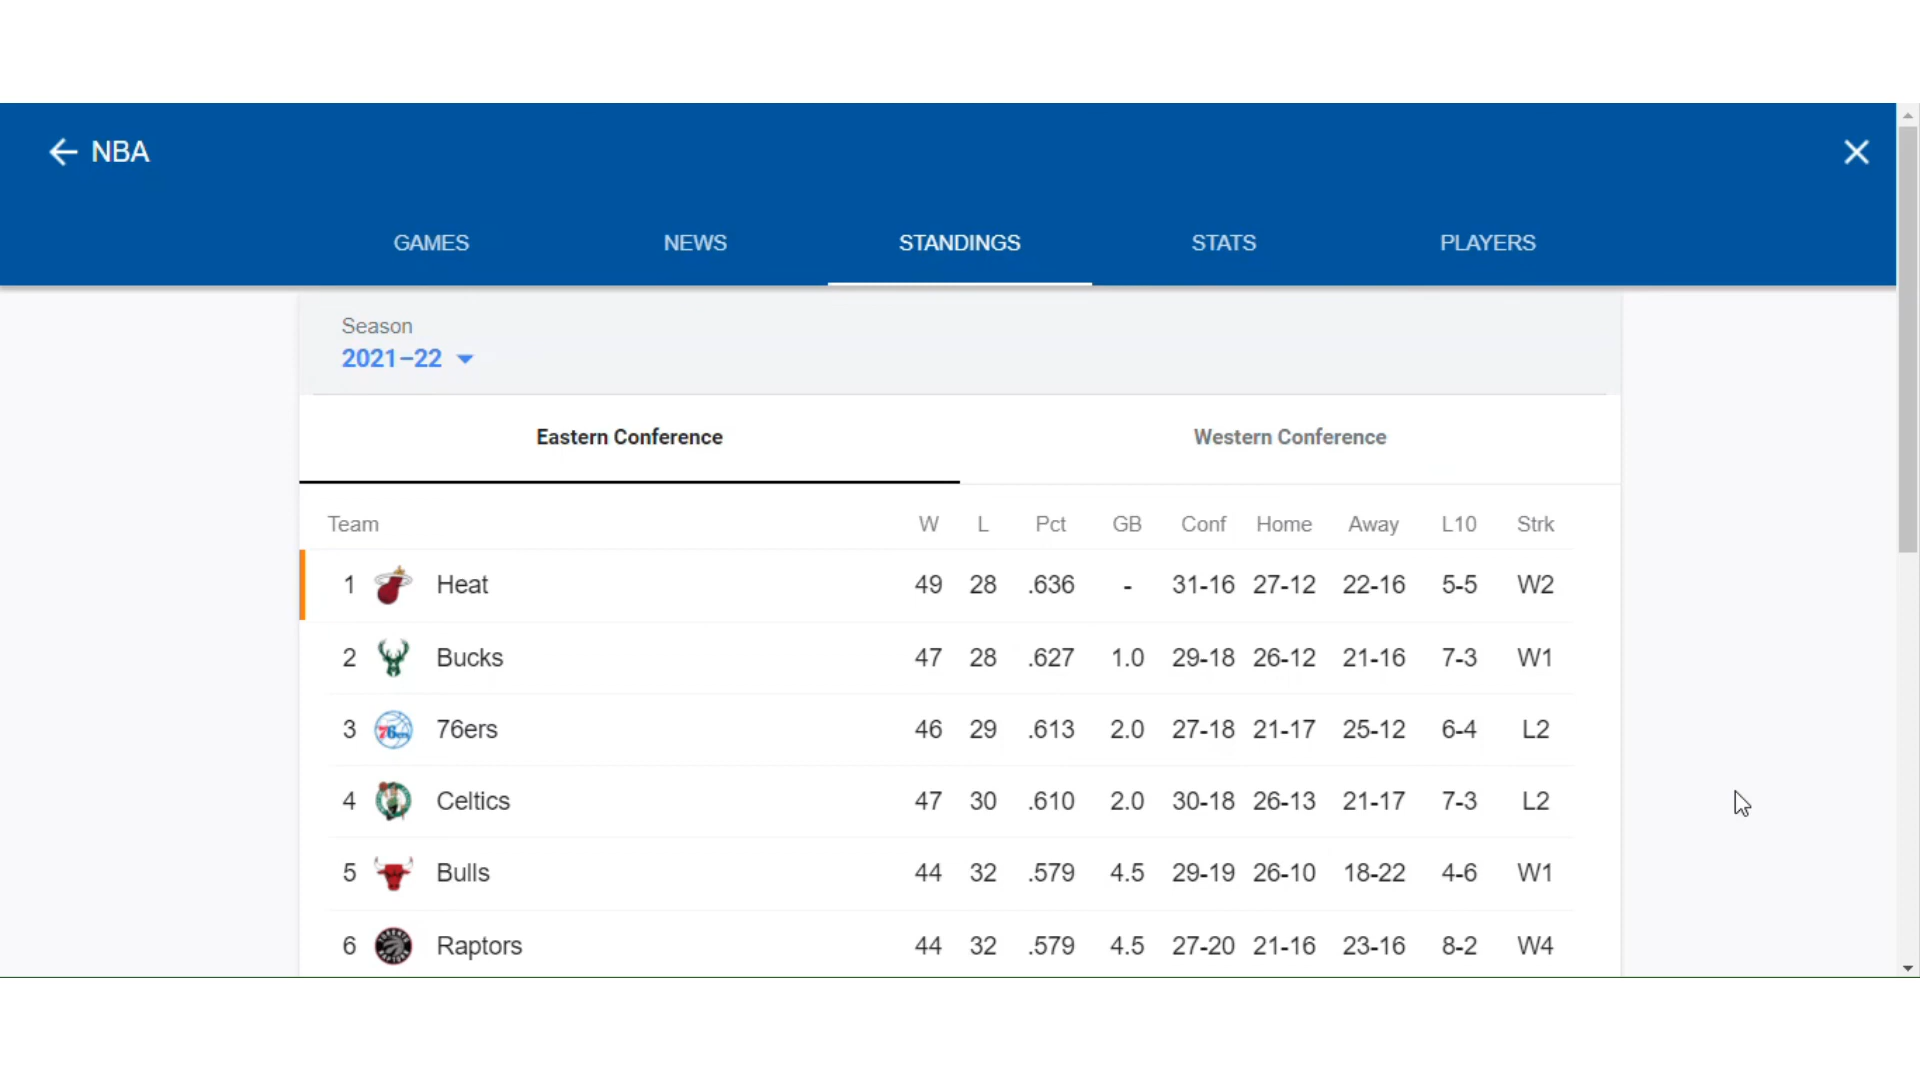 NBA
GAMES NEWS STANDINGS STATS PLAYERS
Season
2021–22
Eastern Conference Western Conference
Team W L Pct GB Conf Home Away L10 Strk
1 Heat 49 28 .636 - 31-16 27-12 22-16 5-5 W2
2 Bucks 47 28 .627 1.0 29-18 26-12 21-16 7-3 W1
3 76ers 46 29 .613 2.0 27-18 21-17 25-12 6-4 L2
4 Celtics 47 30 .610 2.0 30-18 26-13 21-17 7-3 L2
5 Bulls 44 32 .579 4.5 29-19 26-10 18-22 4-6 W1
6 Raptors 44 32 .579 4.5 27-20 21-16 23-16 8-2 W4